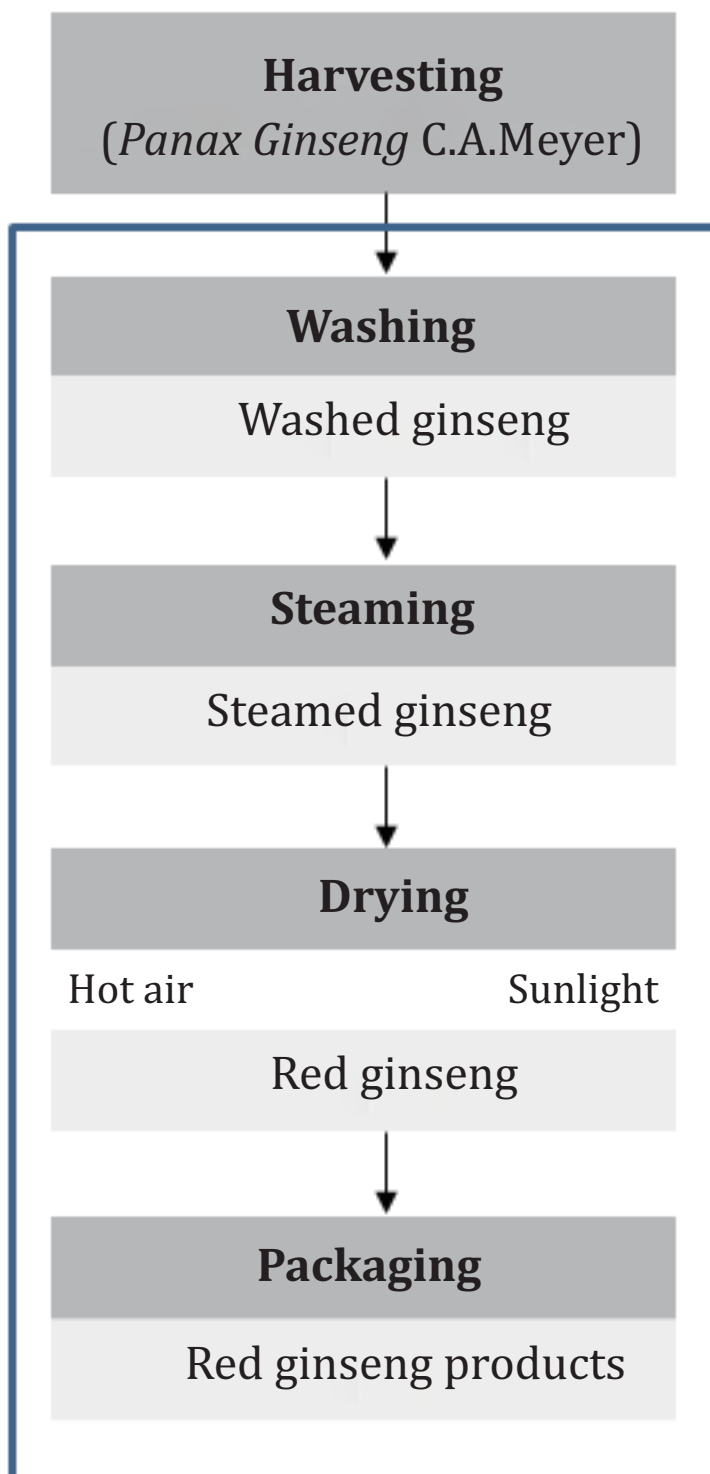 Harvesting
(Panax Ginseng C.A.Meyer)
Washing
Washed ginseng
Steaming
Steamed ginseng
Drying
Hot air Sunlight
Red ginseng
Packaging
Red ginseng products